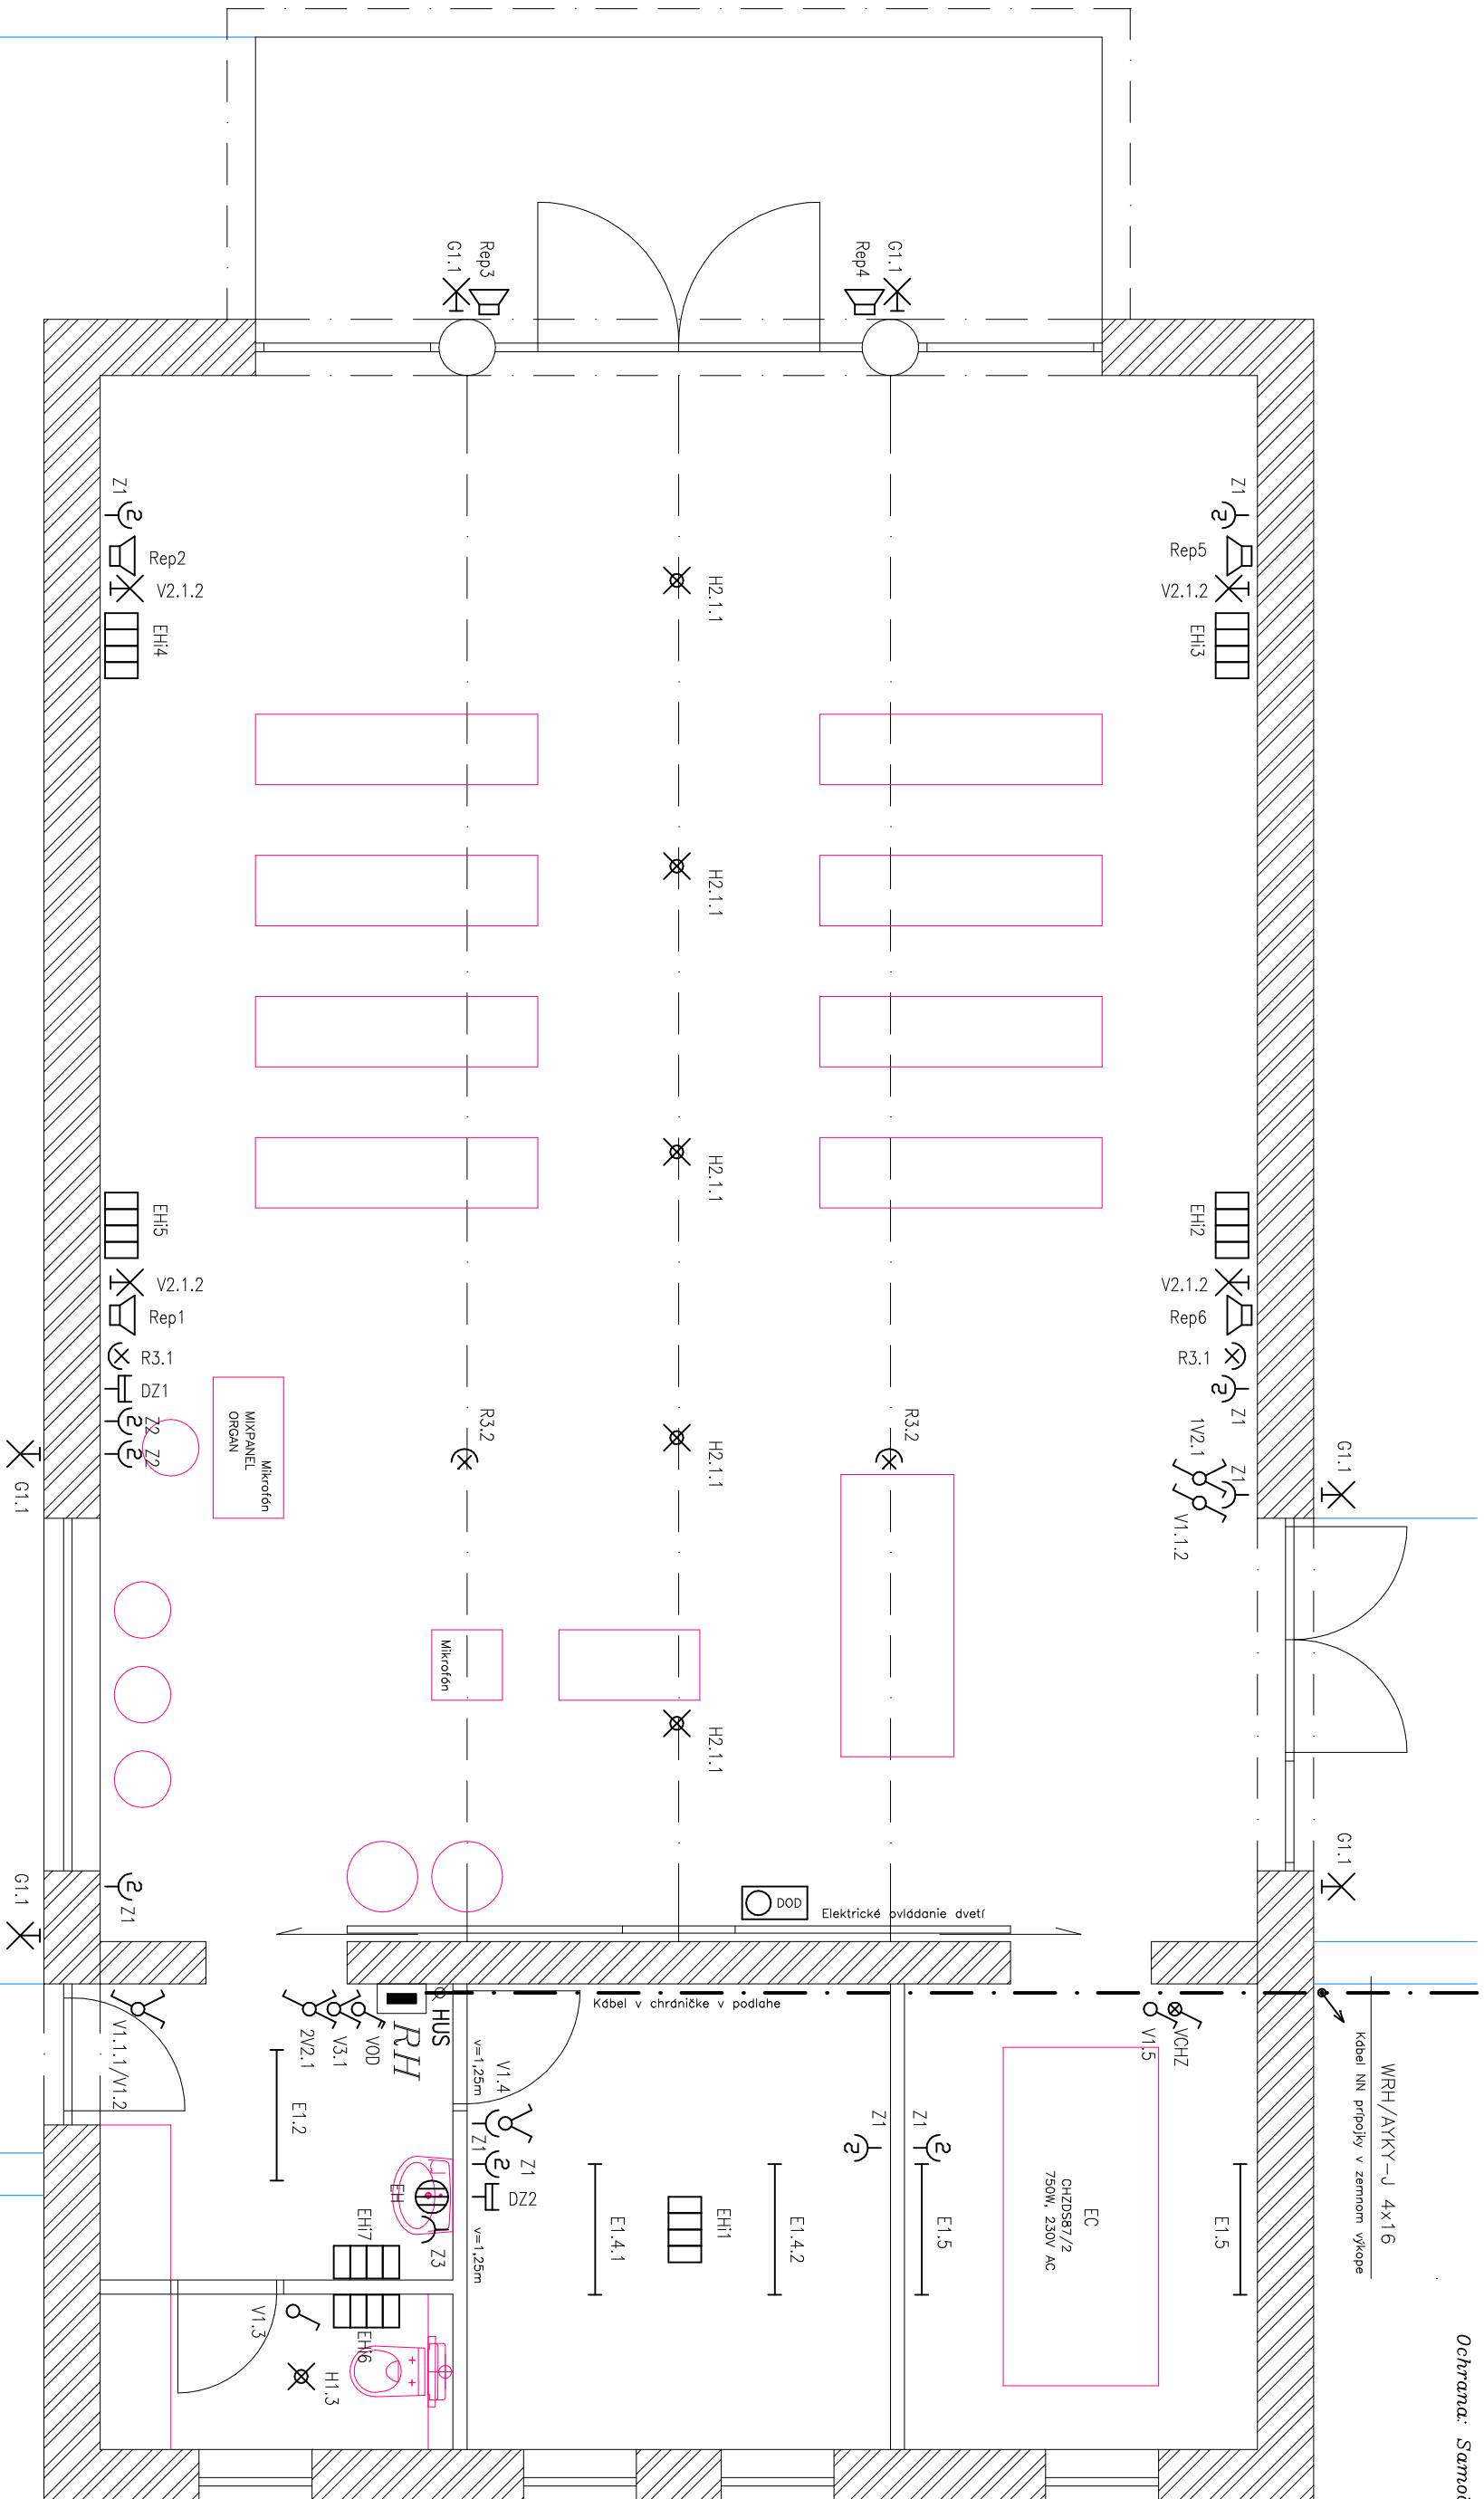 G1.1
Rep3
Rep4
G1.1
Z1
Rep2
V2.1.2
EHi4
H2.1.1
Z1
Rep5
V2.1.2
EHi3
H2.1.1
H2.1.1
EHi5
V2.1.2
Rep1
R3.1
DZ1
Z2
Z2
G1.1
Mikrofón
MIXPANEL
ORGAN
R3.2
H2.1.1
R3.2
EHi2
V2.1.2
Rep6
R3.1
Z1
1V2.1
Z1
V1.1.2
G1.1
Mikrofón
H2.1.1
G1.1
G1.1
Z1
DOD
Elektrické ovládanie dvetí
Kábel v chráničke v podlahe
V1.1.1/V1.2
2V2.1
V3.1
VOD
RH
HUS
v=1,25m
V1.4
Z1
Z1
DZ2
v=1,25m
E1.2
EH
Z3
EHi7
EHi6
V1.3
H1.3
E1.4.1
EHi1
E1.4.2
Z1
Z1
E1.5
V1.5
VCHZ
EC
CHZDS87/2
750W, 230V AC
E1.5
WRH/AYKY-J 4x16
Kábel NN prípojky v zemnom výkope
Ochrana: